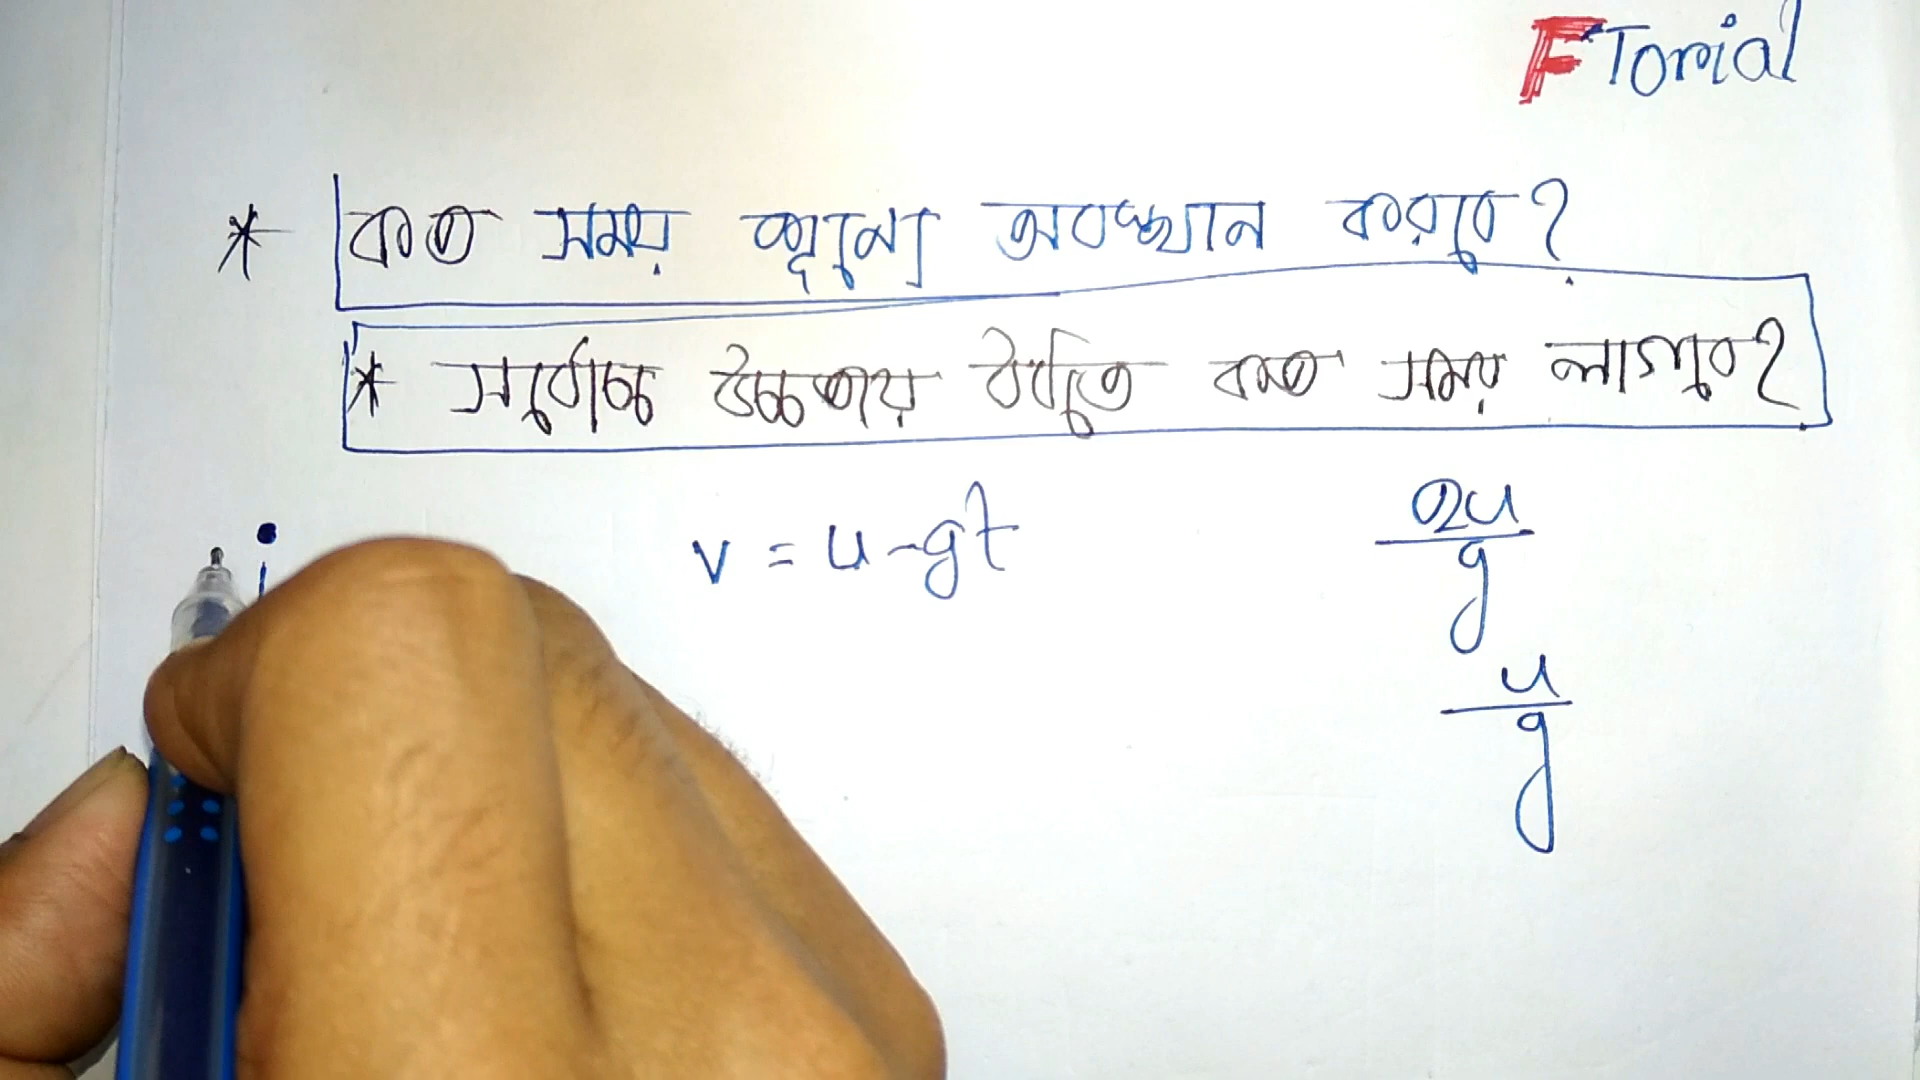 FTorial
* কত সময় শূন্যে অবস্থান করবে?
* সর্বোচ্চ উচ্চতায় উঠতে কত সময় লাগবে?
v = u - gt
2u
g
u
g